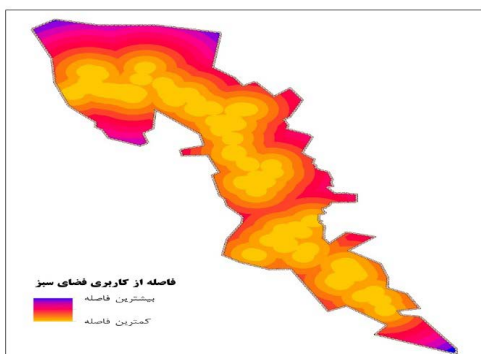 فاصله از کاربری فضای سبز
بیشترین فاصله
کمترین فاصله